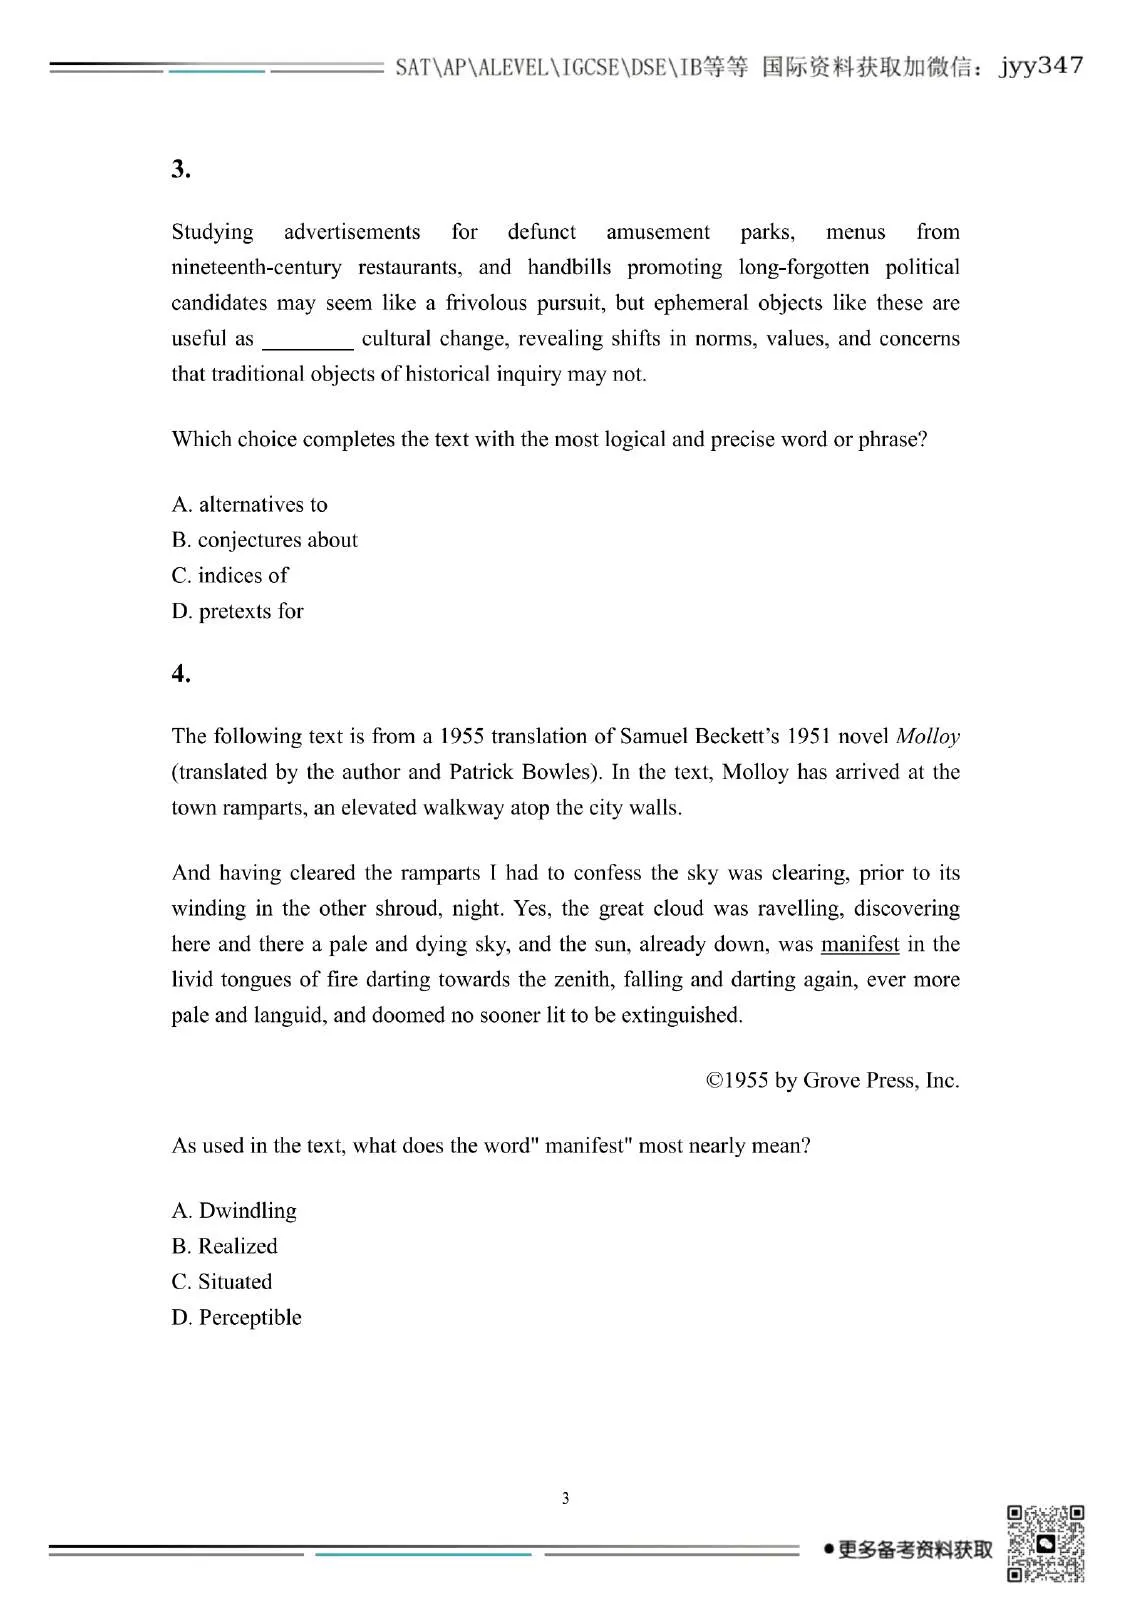 SAT\AP\ALEVEL\IGCSE\DSE\IB等等 国际资料获取加微信: jyy347
3.
Studying advertisements for defunct amusement parks, menus from
nineteenth-century restaurants, and handbills promoting long-forgotten political
candidates may seem like a frivolous pursuit, but ephemeral objects like these are
useful as ________ cultural change, revealing shifts in norms, values, and concerns
that traditional objects of historical inquiry may not.
Which choice completes the text with the most logical and precise word or phrase?
A. alternatives to
B. conjectures about
C. indices of
D. pretexts for
4.
The following text is from a 1955 translation of Samuel Beckett's 1951 novel Molloy
(translated by the author and Patrick Bowles). In the text, Molloy has arrived at the
town ramparts, an elevated walkway atop the city walls.
And having cleared the ramparts I had to confess the sky was clearing, prior to its
winding in the other shroud, night. Yes, the great cloud was ravelling, discovering
here and there a pale and dying sky, and the sun, already down, was manifest in the
livid tongues of fire darting towards the zenith, falling and darting again, ever more
pale and languid, and doomed no sooner lit to be extinguished.
©1955 by Grove Press, Inc.
As used in the text, what does the word" manifest" most nearly mean?
A. Dwindling
B. Realized
C. Situated
D. Perceptible
3
●更多备考资料获取